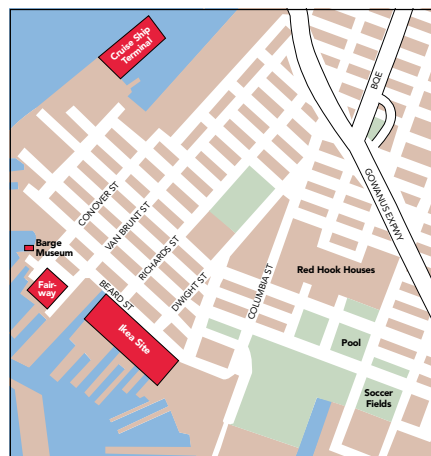 Cruise Ship
Terminal
BQE
GOWANUS EXPWY
CONOVER ST
VAN BRUNT ST
RICHARDS ST
Barge
Museum
Fair-
way
BEARD ST
Ikea Site
DWIGHT ST
COLUMBIA ST
Red Hook Houses
Pool
Soccer
Fields